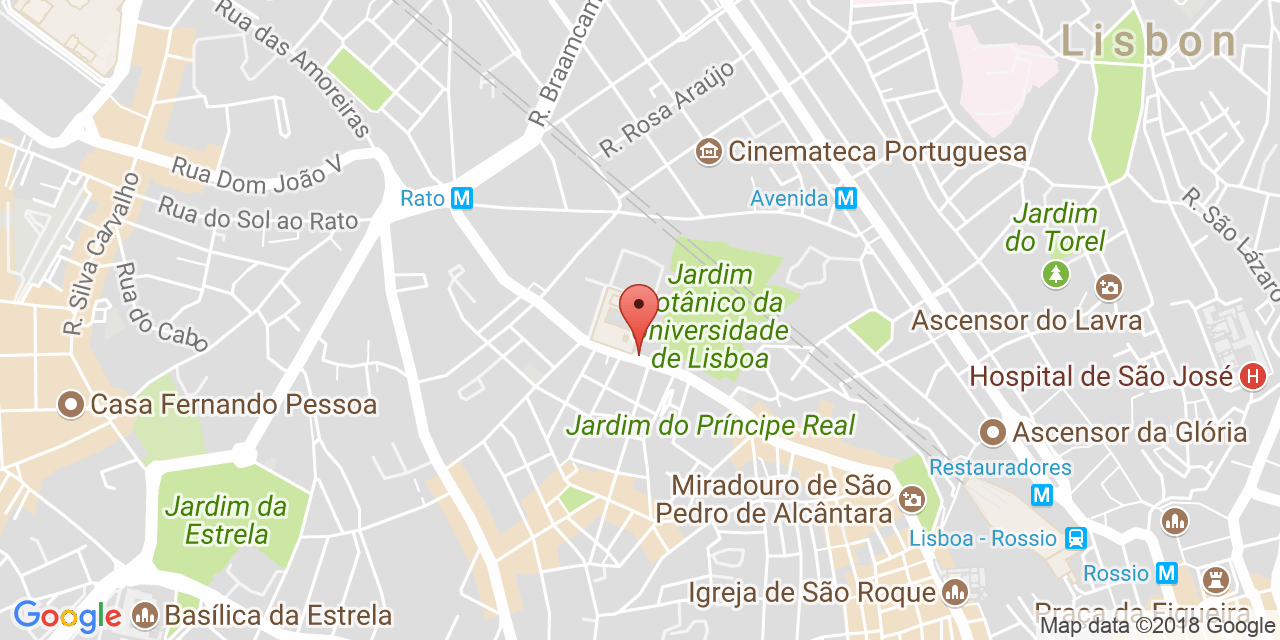 Rua das Amoreiras
R. Braamcam
Lisbon
R. Rosa Araújo
Cinemateca Portuguesa
Rua Dom João V
Rato M
Avenida M
Rua do Sol ao Rato
R. Silva Carvalho
R. São Lázaro
Jardim
do Torel
Rua do Cabo
Jardim
otânico da
niversidade
de Lisboa
Ascensor do Lavra
Hospital de São José H
Casa Fernando Pessoa
Jardim do Príncipe Real
Ascensor da Glória
Restauradores
M
Miradouro de São
Pedro de Alcântara
Jardim da
Estrela
Lisboa - Rossio
Rossio M
Igreja de São Roque
Praça da Figueira
Google
Basílica da Estrela
Map data ©2018 Google